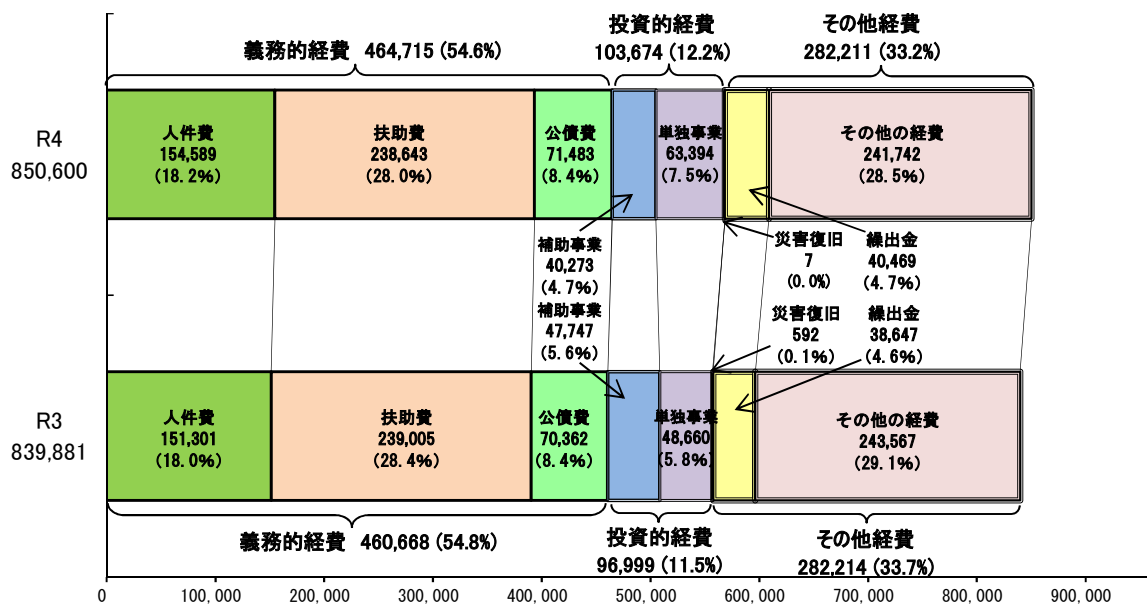 義務的経費 464,715 (54.6%)
投資的経費
103,674 (12.2%)
その他経費
282,211 (33.2%)
R4
850,600
人件費
154,589
(18.2%)
扶助費
238,643
(28.0%)
公債費
71,483
(8.4%)
単独事業
63,394
(7.5%)
その他の経費
241,742
(28.5%)
補助事業
40,273
(4.7%)
災害復旧
7
(0.0%)
繰出金
40,469
(4.7%)
補助事業
47,747
(5.6%)
災害復旧
592
(0.1%)
繰出金
38,647
(4.6%)
R3
839,881
人件費
151,301
(18.0%)
扶助費
239,005
(28.4%)
公債費
70,362
(8.4%)
単独事業
48,660
(5.8%)
その他の経費
243,567
(29.1%)
義務的経費 460,668 (54.8%)
投資的経費
96,999 (11.5%)
その他経費
282,214 (33.7%)
0 100,000 200,000 300,000 400,000 500,000 600,000 700,000 800,000 900,000